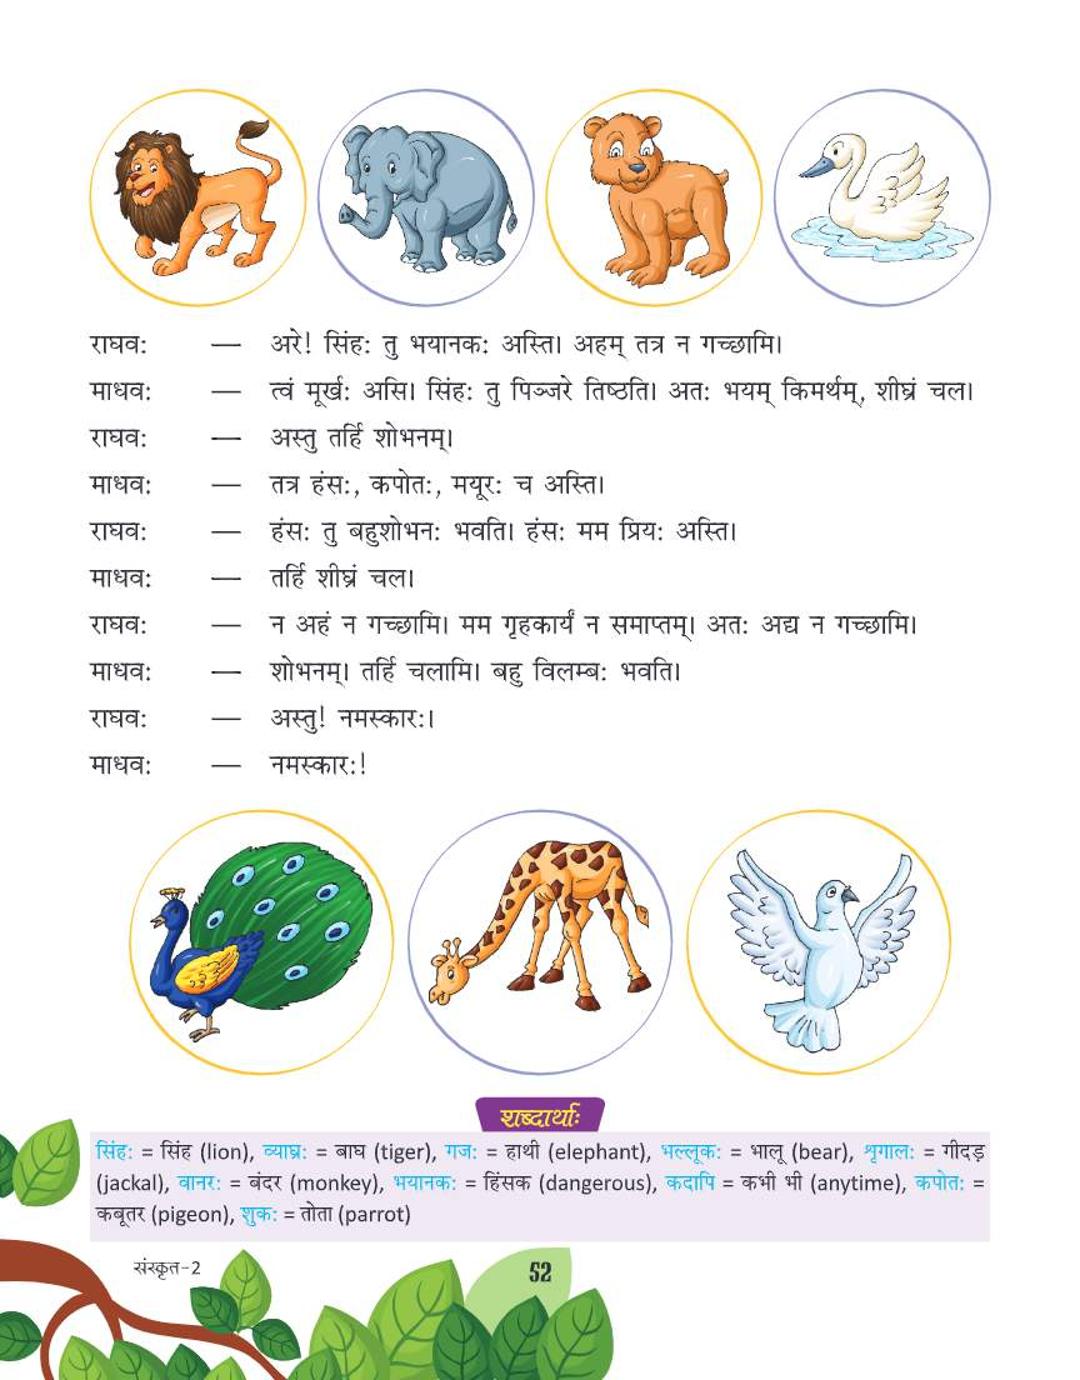 राघव: — अरे! सिंह: तु भयानक: अस्ति। अहम् तत्र न गच्छामि।
माधव: — त्वं मूर्ख: असि। सिंह: तु पिञ्जरे तिष्ठति। अत: भयम् किमर्थम्, शीघ्रं चल।
राघव: — अस्तु तर्हि शोभनम्।
माधव: — तत्र हंस:, कपोत:, मयूर: च अस्ति।
राघव: — हंस: तु बहुशोभन: भवति। हंस: मम प्रिय: अस्ति।
माधव: — तर्हि शीघ्रं चल।
राघव: — न अहं न गच्छामि। मम गृहकार्यं न समाप्तम्। अत: अद्य न गच्छामि।
माधव: — शोभनम्। तर्हि चलामि। बहु विलम्ब: भवति।
राघव: — अस्तु! नमस्कार:।
माधव: — नमस्कार:!
शब्दार्था:
सिंह: = सिंह (lion), व्याघ्र: = बाघ (tiger), गज: = हाथी (elephant), भल्लूक: = भालू (bear), शृगाल: = गीदड़
(jackal), वानर: = बंदर (monkey), भयानक: = हिंसक (dangerous), कदापि = कभी भी (anytime), कपोत: =
कबूतर (pigeon), शुक: = तोता (parrot)
संस्कृत-2
52